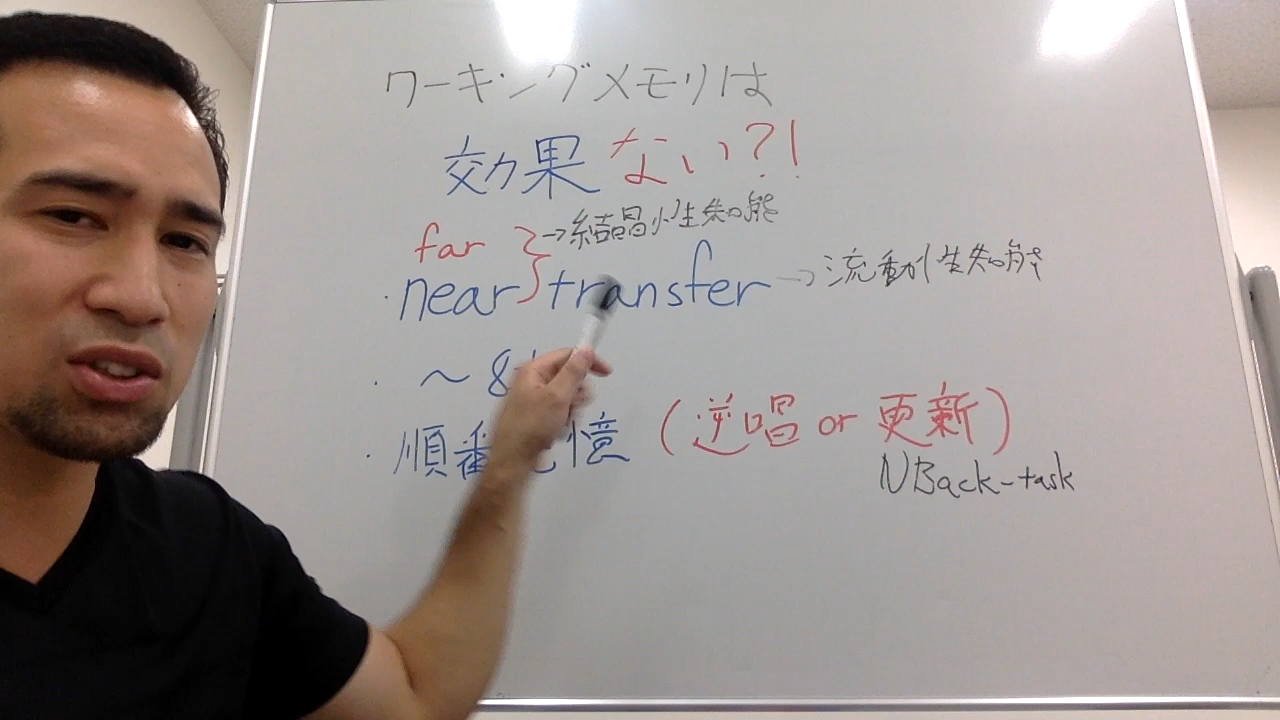 ワーキングメモリは
効果ない?!
far } → 結晶性知能
・near transfer → 流動性知能
・~8
・順番 憶 (逆唱 or 更新)
NBack-task